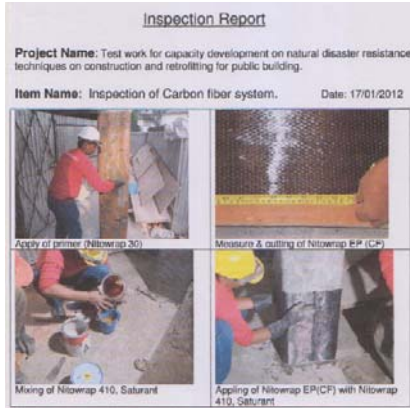 Inspection Report
Project Name: Test work for capacity development on natural disaster resistance
techniques on construction and retrofitting for public building.
Item Name: Inspection of Carbon fiber system. Date: 17/01/2012
Apply of primer (Nitowrap 30)
Measure & cutting of Nitowrap EP (CF)
Mixing of Nitowrap 410, Saturant
Appling of Nitowrap EP(CF) with Nitowrap
410, Saturant